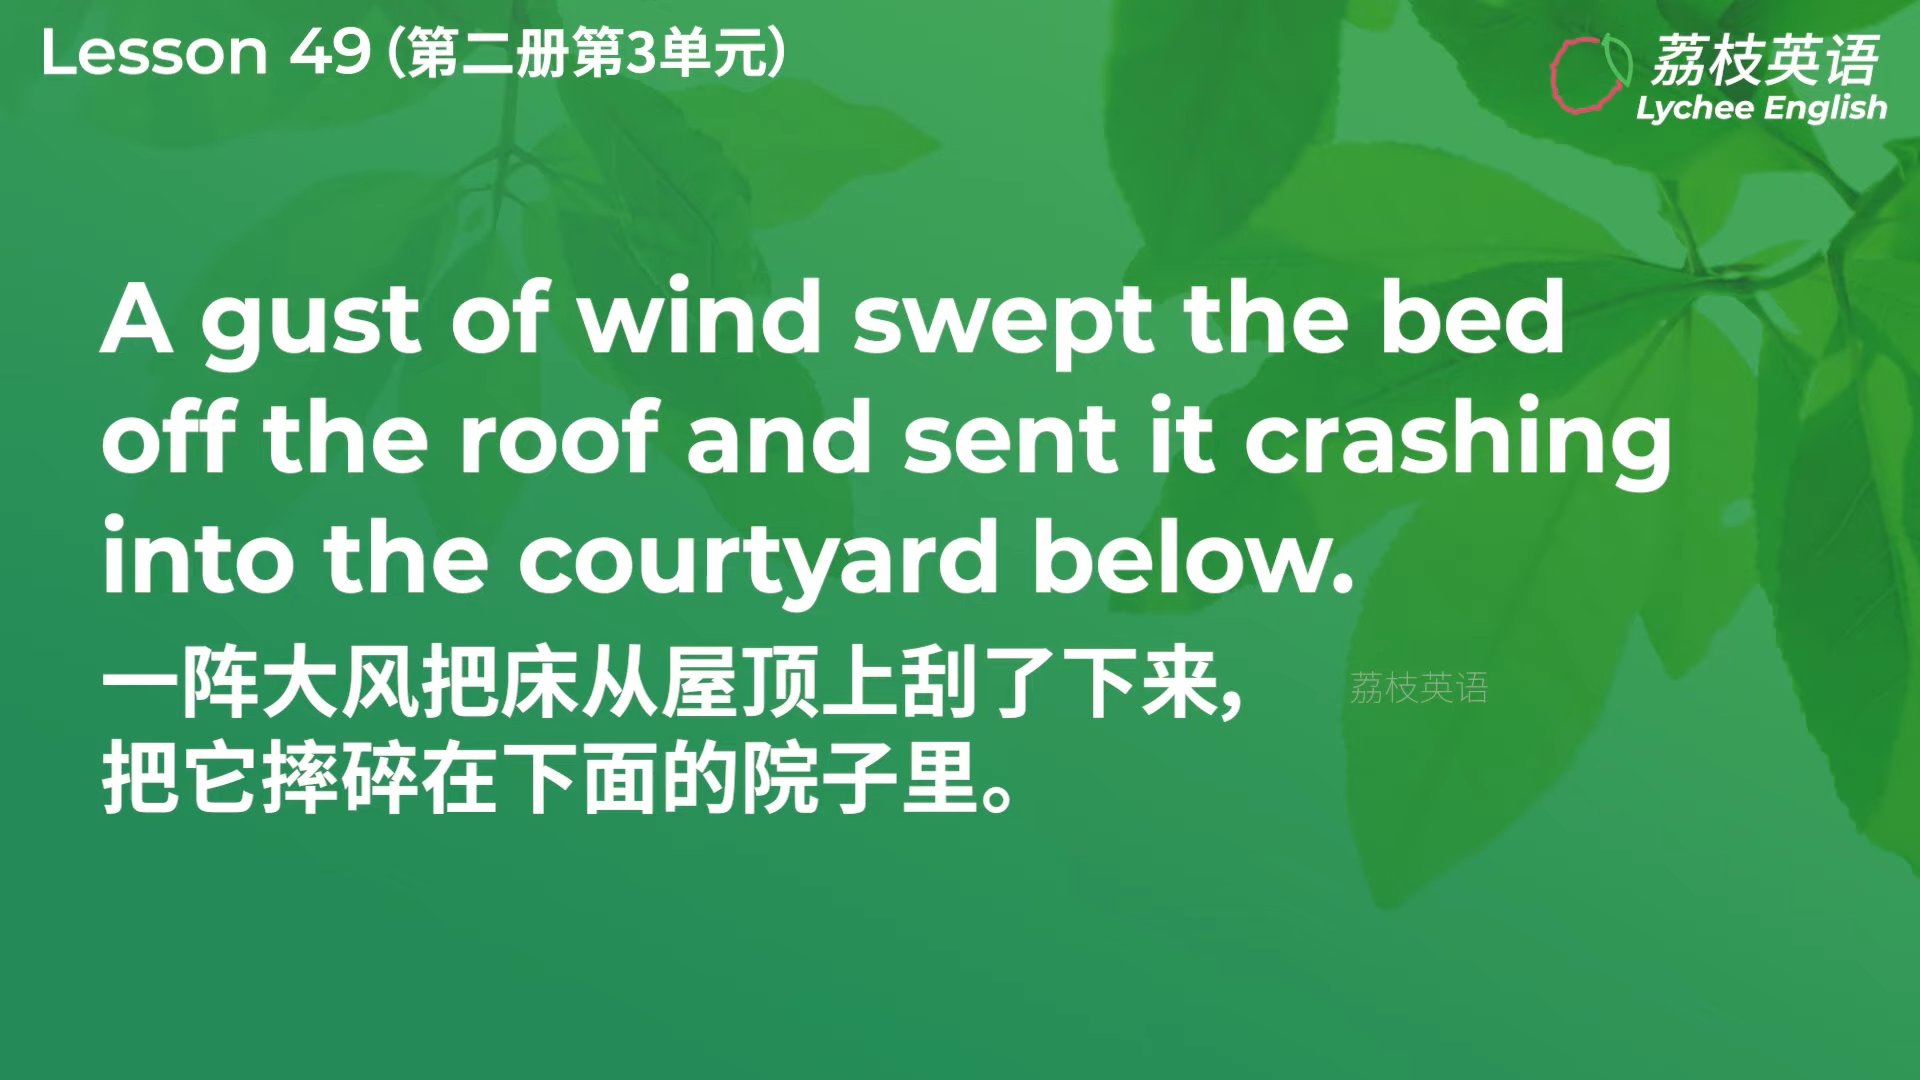 Lesson 49 (第二册第3单元)
荔枝英语
Lychee English
A gust of wind swept the bed
off the roof and sent it crashing
into the courtyard below.
一阵大风把床从屋顶上刮了下来,
荔枝英语
把它摔碎在下面的院子里。